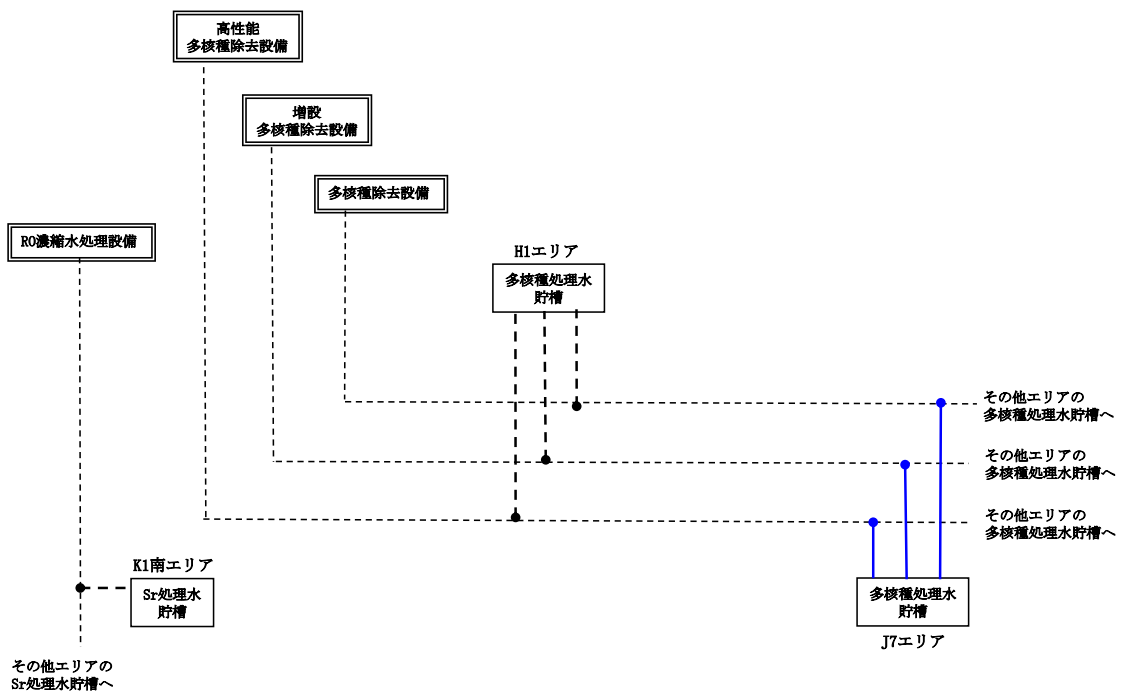 高性能
多核種除去設備
増設
多核種除去設備
多核種除去設備
RO濃縮水処理設備
H1エリア
多核種処理水
貯槽
その他エリアの
多核種処理水貯槽へ
その他エリアの
多核種処理水貯槽へ
その他エリアの
多核種処理水貯槽へ
K1南エリア
Sr処理水
貯槽
多核種処理水
貯槽
J7エリア
その他エリアの
Sr処理水貯槽へ